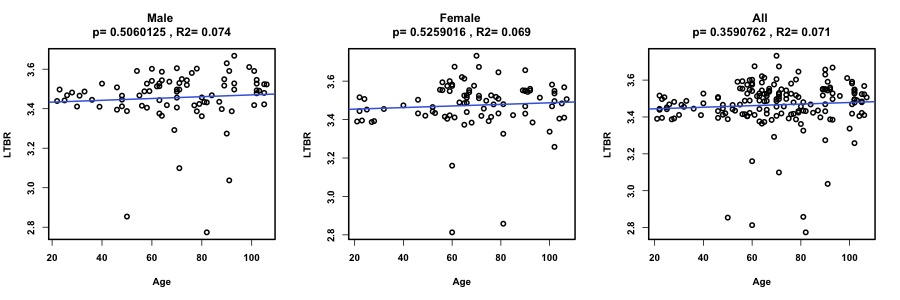 Male
p= 0.5060125 , R2= 0.074
LTBR
3.6
3.4
3.2
3.0
2.8
20 40 60 80 100
Age
Female
p= 0.5259016 , R2= 0.069
LTBR
3.6
3.4
3.2
3.0
2.8
20 40 60 80 100
Age
All
p= 0.3590762 , R2= 0.071
LTBR
3.6
3.4
3.2
3.0
2.8
20 40 60 80 100
Age